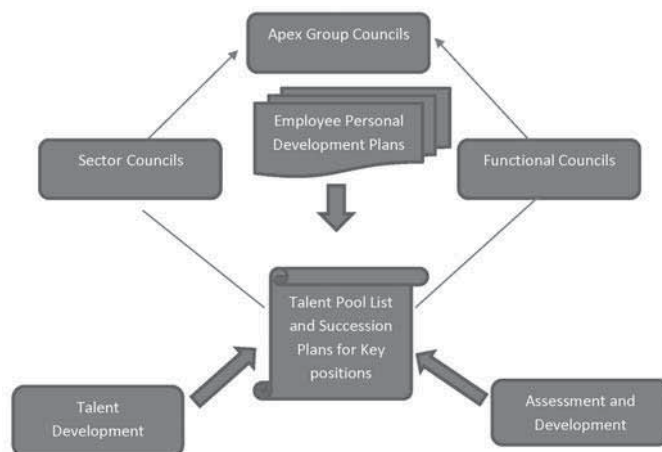 Apex Group Councils
Employee Personal
Development Plans
Sector Councils
Functional Councils
Talent Pool List
and Succession
Plans for Key
positions
Talent
Development
Assessment and
Development